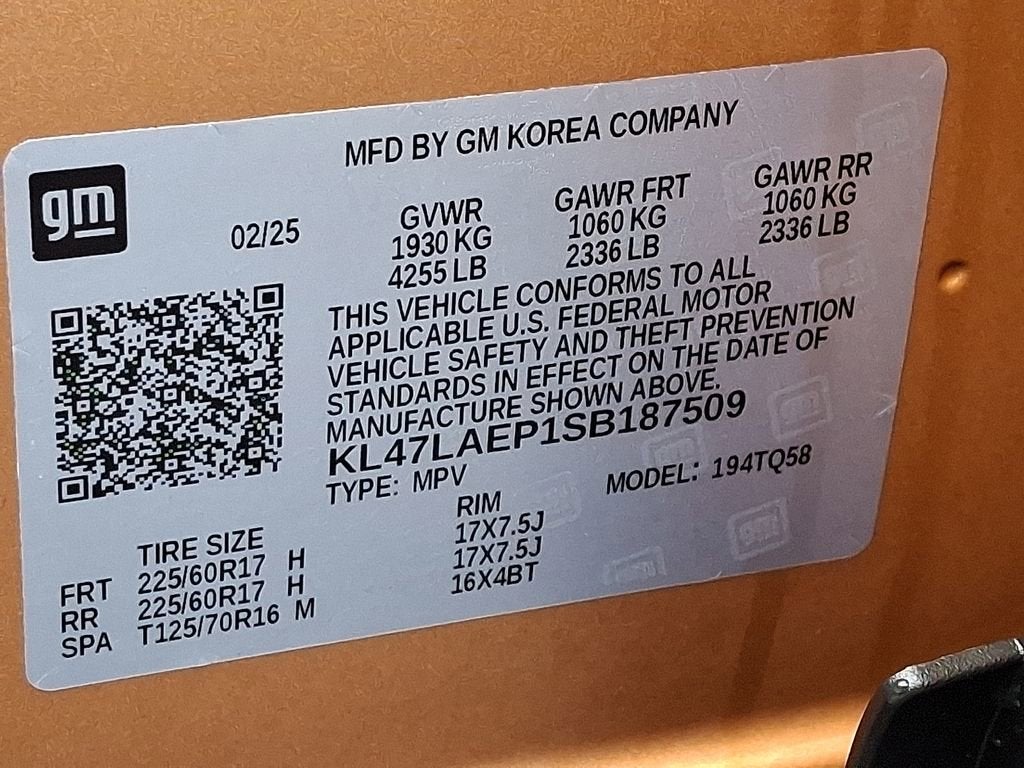 MFD BY GM KOREA COMPANY
gm
02/25
GVWR GAWR FRT GAWR RR
1930 KG 1060 KG 1060 KG
4255 LB 2336 LB 2336 LB
THIS VEHICLE CONFORMS TO ALL
APPLICABLE U.S. FEDERAL MOTOR
VEHICLE SAFETY AND THEFT PREVENTION
STANDARDS IN EFFECT ON THE DATE OF
MANUFACTURE SHOWN ABOVE.
KL47LAEP1SB187509
TYPE: MPV MODEL: 194TQ58
TIRE SIZE RIM
FRT 225/60R17 H 17X7.5J
RR 225/60R17 H 17X7.5J
SPA T125/70R16 M 16X4BT